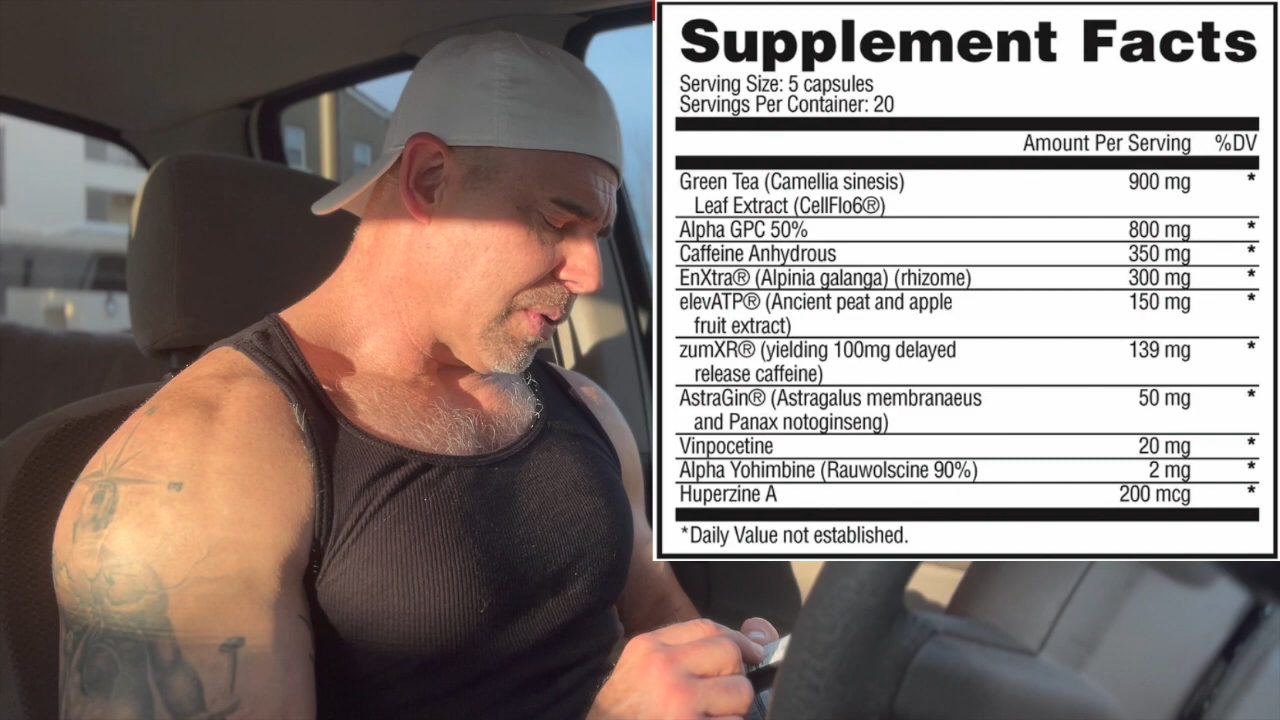 Supplement Facts
Serving Size: 5 capsules
Servings Per Container: 20
Amount Per Serving %DV
Green Tea (Camellia sinesis) 900 mg *
Leaf Extract (CellFlo6®)
Alpha GPC 50% 800 mg *
Caffeine Anhydrous 350 mg *
EnXtra® (Alpinia galanga) (rhizome) 300 mg *
elevATP® (Ancient peat and apple 150 mg *
fruit extract)
zumXR® (yielding 100mg delayed 139 mg *
release caffeine)
AstraGin® (Astragalus membranaeus 50 mg *
and Panax notoginseng)
Vinpocetine 20 mg *
Alpha Yohimbine (Rauwolscine 90%) 2 mg *
Huperzine A 200 mcg *
*Daily Value not established.